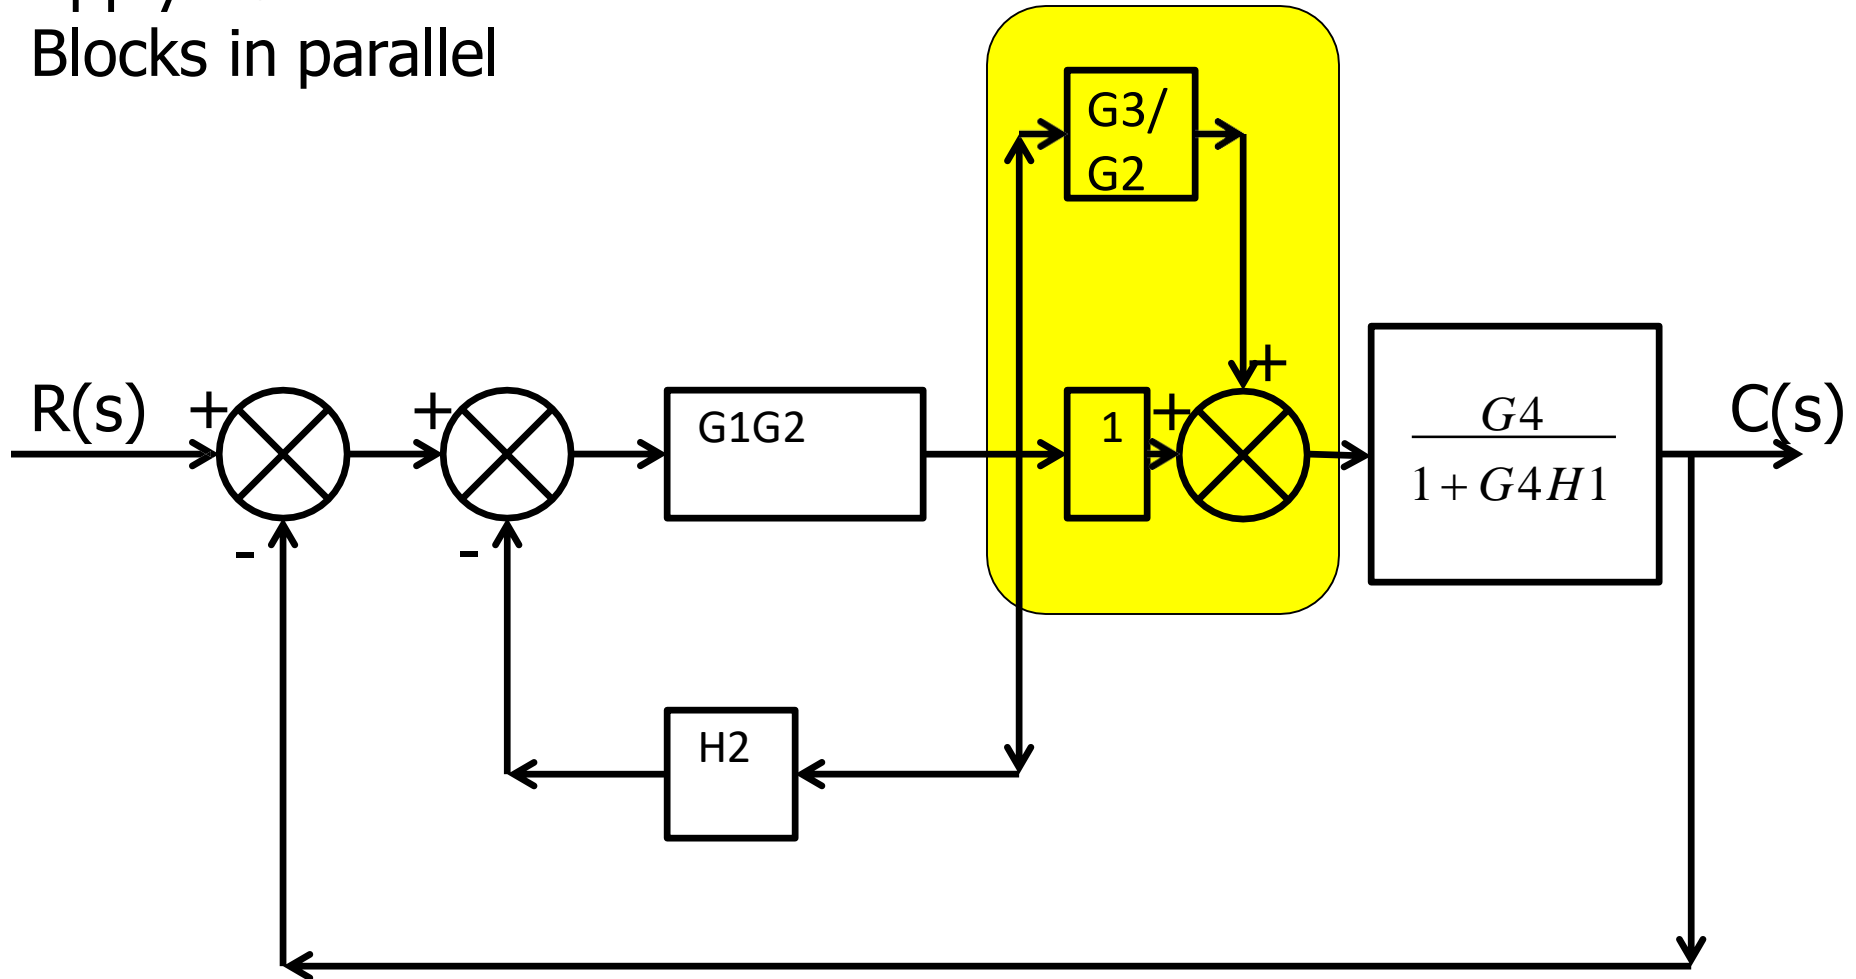 Blocks in parallel
G3/
G2
R(s)
+
+
G1G2
1
+
+
G4
1 + G4H1
C(s)
-
-
H2